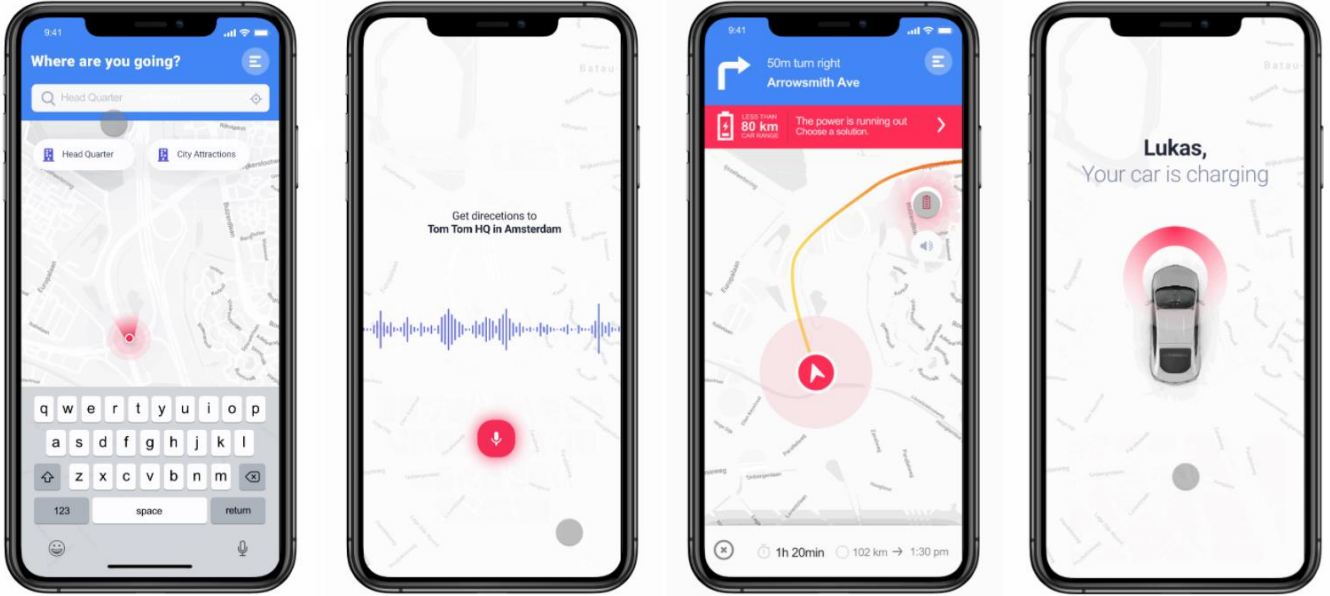 9:41
Where are you going?
Head Quarter
Head Quarter
City Attractions
Europalaan
q w e r t y u i o p
a s d f g h j k l
z x c v b n m
123
space
return
Get direcetions to
Tom Tom HQ in Amsterdam
9:41
50m turn right
Arrowsmith Ave
LESS THAN
80 km
CAR RANGE
The power is running out
Choose a solution.
Europalaan
1h 20min
102 km → 1:30 pm
Lukas,
Your car is charging